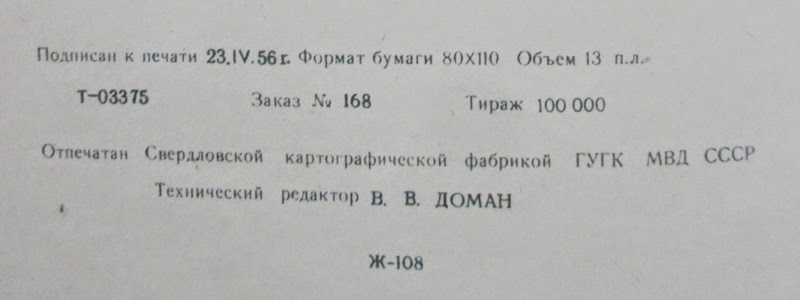 Подписан к печати 23.IV.56 г. Формат бумаги 80X110 Объем 13 п.л.
Т-03375 Заказ № 168 Тираж 100 000
Отпечатан Свердловской картографической фабрикой ГУГК МВД СССР
Технический редактор В. В. ДОМАН
Ж-108